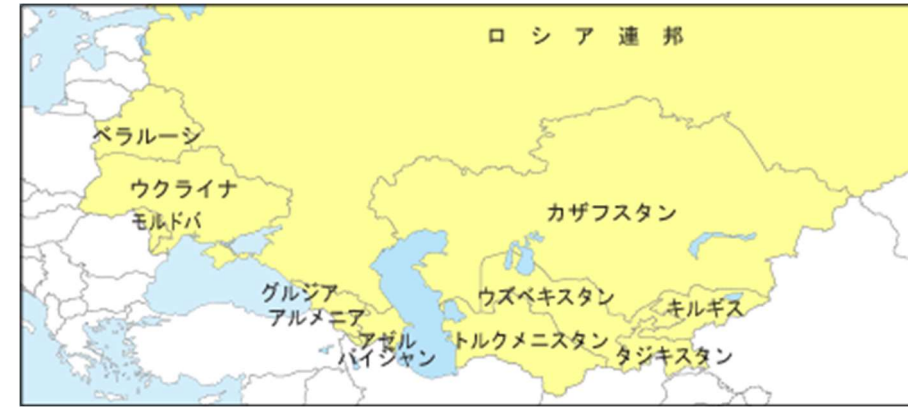 ロシア連邦
ベラルーシ
ウクライナ
モルドバ
カザフスタン
グルジア
アルメニア
アゼル
バイジャン
ウズベキスタン
トルクメニスタン
キルギス
タジキスタン